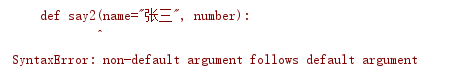 def say2(name="张三", number):
^
SyntaxError: non-default argument follows default argument